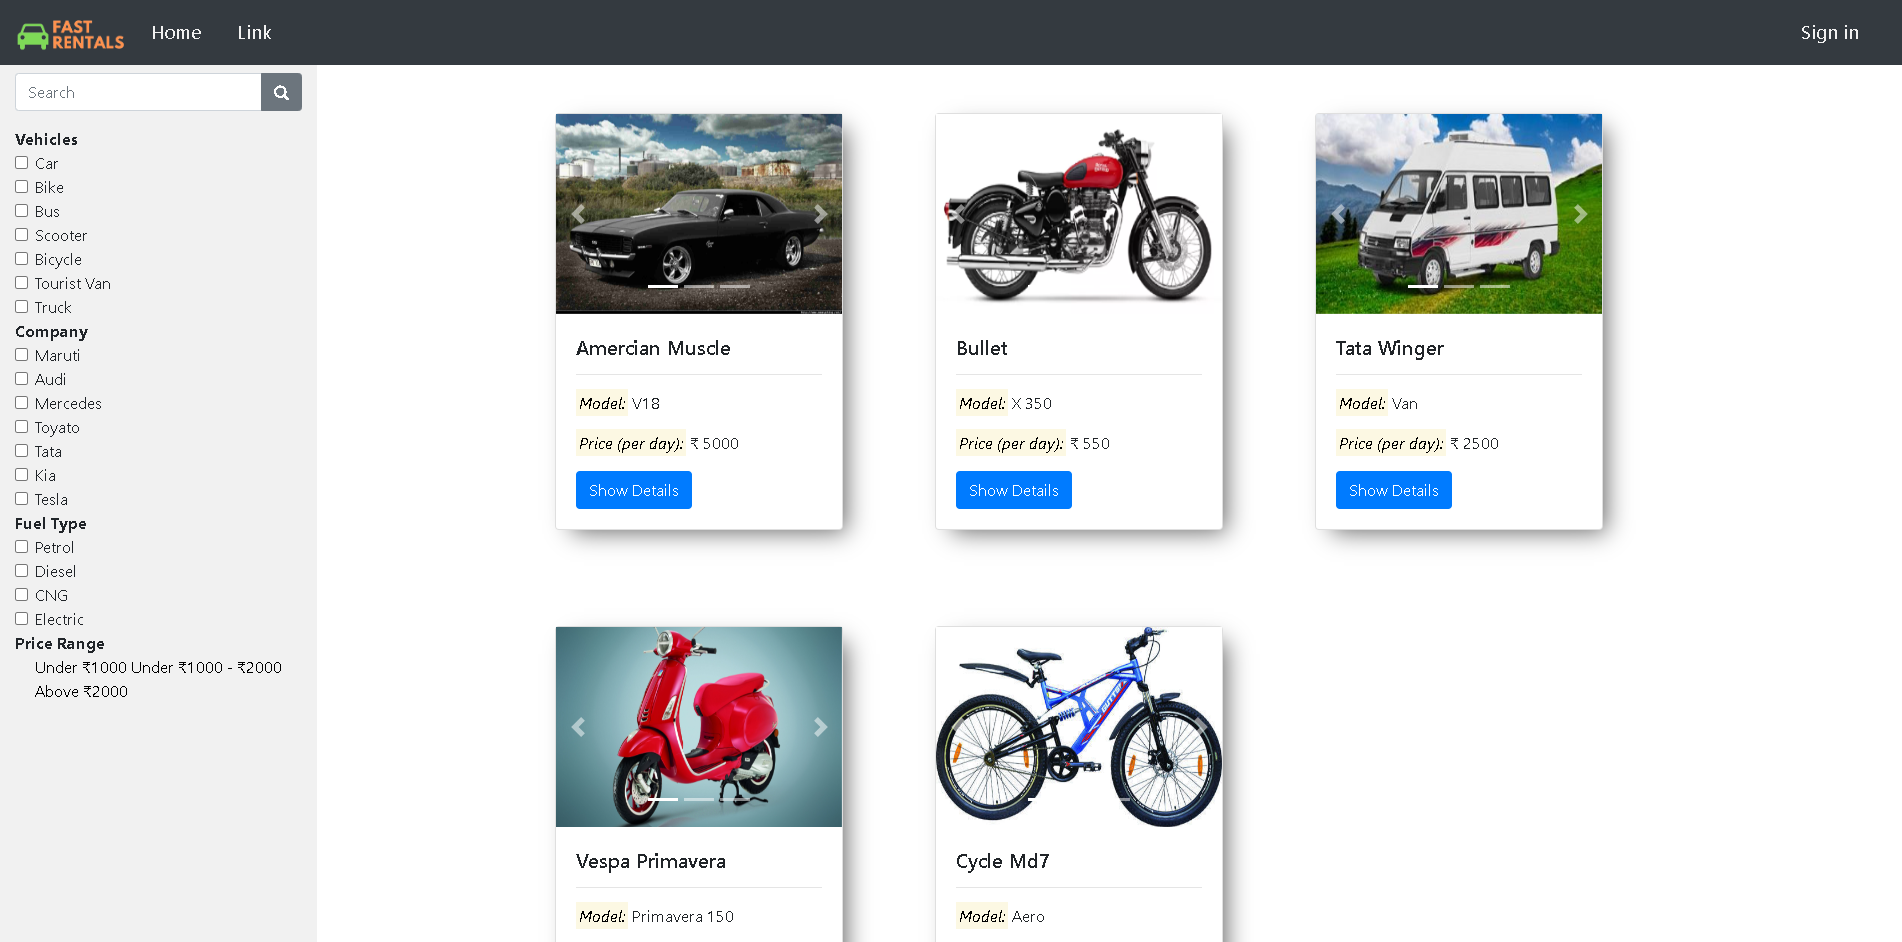 FAST
RENTALS
Home
Link
Sign in
Search
Vehicles
Car
Bike
Bus
Scooter
Bicycle
Tourist Van
Truck
Company
Maruti
Audi
Mercedes
Toyato
Tata
Kia
Tesla
Fuel Type
Petrol
Diesel
CNG
Electric
Price Range
Under ₹1000 Under ₹1000 - ₹2000
Above ₹2000
Amercian Muscle
Model: V18
Price (per day): ₹ 5000
Show Details
Bullet
Model: X 350
Price (per day): ₹ 550
Show Details
Tata Winger
Model: Van
Price (per day): ₹ 2500
Show Details
Vespa Primavera
Model: Primavera 150
Cycle Md7
Model: Aero